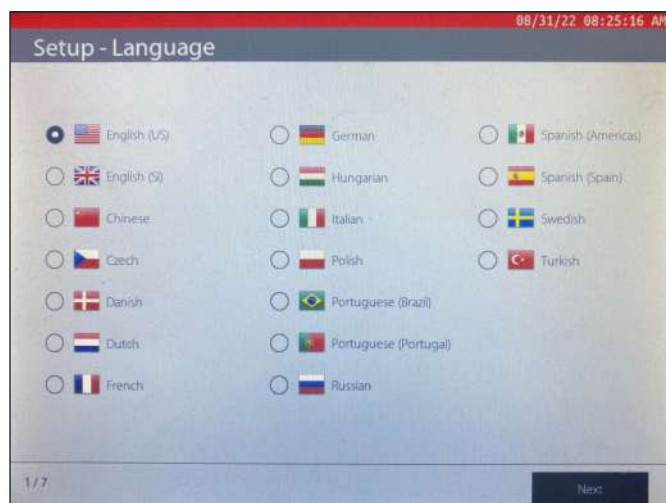 08/31/22 08:25:16 AM
Setup - Language
English (US)
English (SI)
Chinese
Czech
Danish
Dutch
French
German
Hungarian
Italian
Polish
Portuguese (Brazil)
Portuguese (Portugal)
Russian
Spanish (Americas)
Spanish (Spain)
Swedish
Turkish
1/7
Next